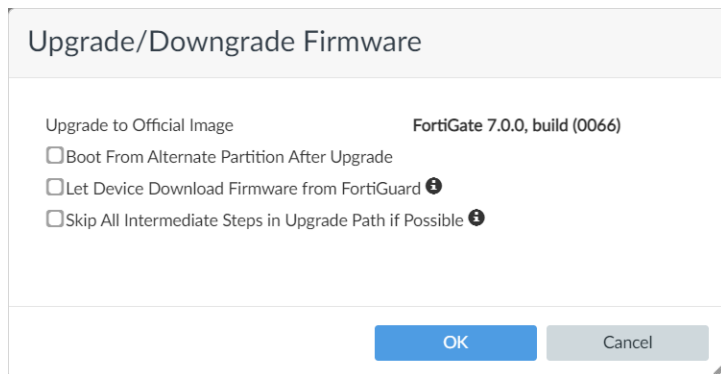 Upgrade/Downgrade Firmware
Upgrade to Official Image FortiGate 7.0.0, build (0066)
Boot From Alternate Partition After Upgrade
Let Device Download Firmware from FortiGuard
Skip All Intermediate Steps in Upgrade Path if Possible
OK Cancel